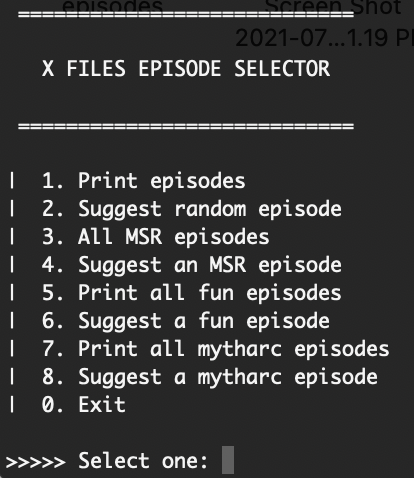 episodes Screen Shot
============================
2021-07...1.19 P
X FILES EPISODE SELECTOR
============================
| 1. Print episodes
| 2. Suggest random episode
| 3. All MSR episodes
| 4. Suggest an MSR episode
| 5. Print all fun episodes
| 6. Suggest a fun episode
| 7. Print all mytharc episodes
| 8. Suggest a mytharc episode
| 0. Exit
>>>>> Select one: